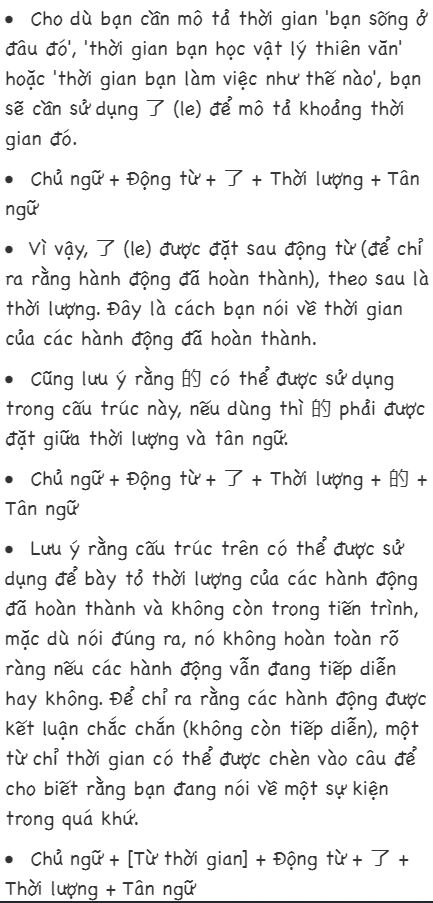 • Cho dù bạn cần mô tả thời gian 'bạn sống ở
đâu đó', 'thời gian bạn học vật lý thiên văn'
hoặc 'thời gian bạn làm việc như thế nào', bạn
sẽ cần sử dụng 了 (le) để mô tả khoảng thời
gian đó.
• Chủ ngữ + Động từ + 了 + Thời lượng + Tân
ngữ
• Vì vậy, 了 (le) được đặt sau động từ (để chỉ
ra rằng hành động đã hoàn thành), theo sau là
thời lượng. Đây là cách bạn nói về thời gian
của các hành động đã hoàn thành.
• Cũng lưu ý rằng 的 có thể được sử dụng
trong cấu trúc này, nếu dùng thì 的 phải được
đặt giữa thời lượng và tân ngữ.
• Chủ ngữ + Động từ + 了 + Thời lượng + 的 +
Tân ngữ
• Lưu ý rằng cấu trúc trên có thể được sử
dụng để bày tỏ thời lượng của các hành động
đã hoàn thành và không còn trong tiến trình,
mặc dù nói đúng ra, nó không hoàn toàn rõ
ràng nếu các hành động vẫn đang tiếp diễn
hay không. Để chỉ ra rằng các hành động được
kết luận chắc chắn (không còn tiếp diễn), một
từ chỉ thời gian có thể được chèn vào câu để
cho biết rằng bạn đang nói về một sự kiện
trong quá khứ.
• Chủ ngữ + [Từ thời gian] + Động từ + 了 +
Thời lượng + Tân ngữ